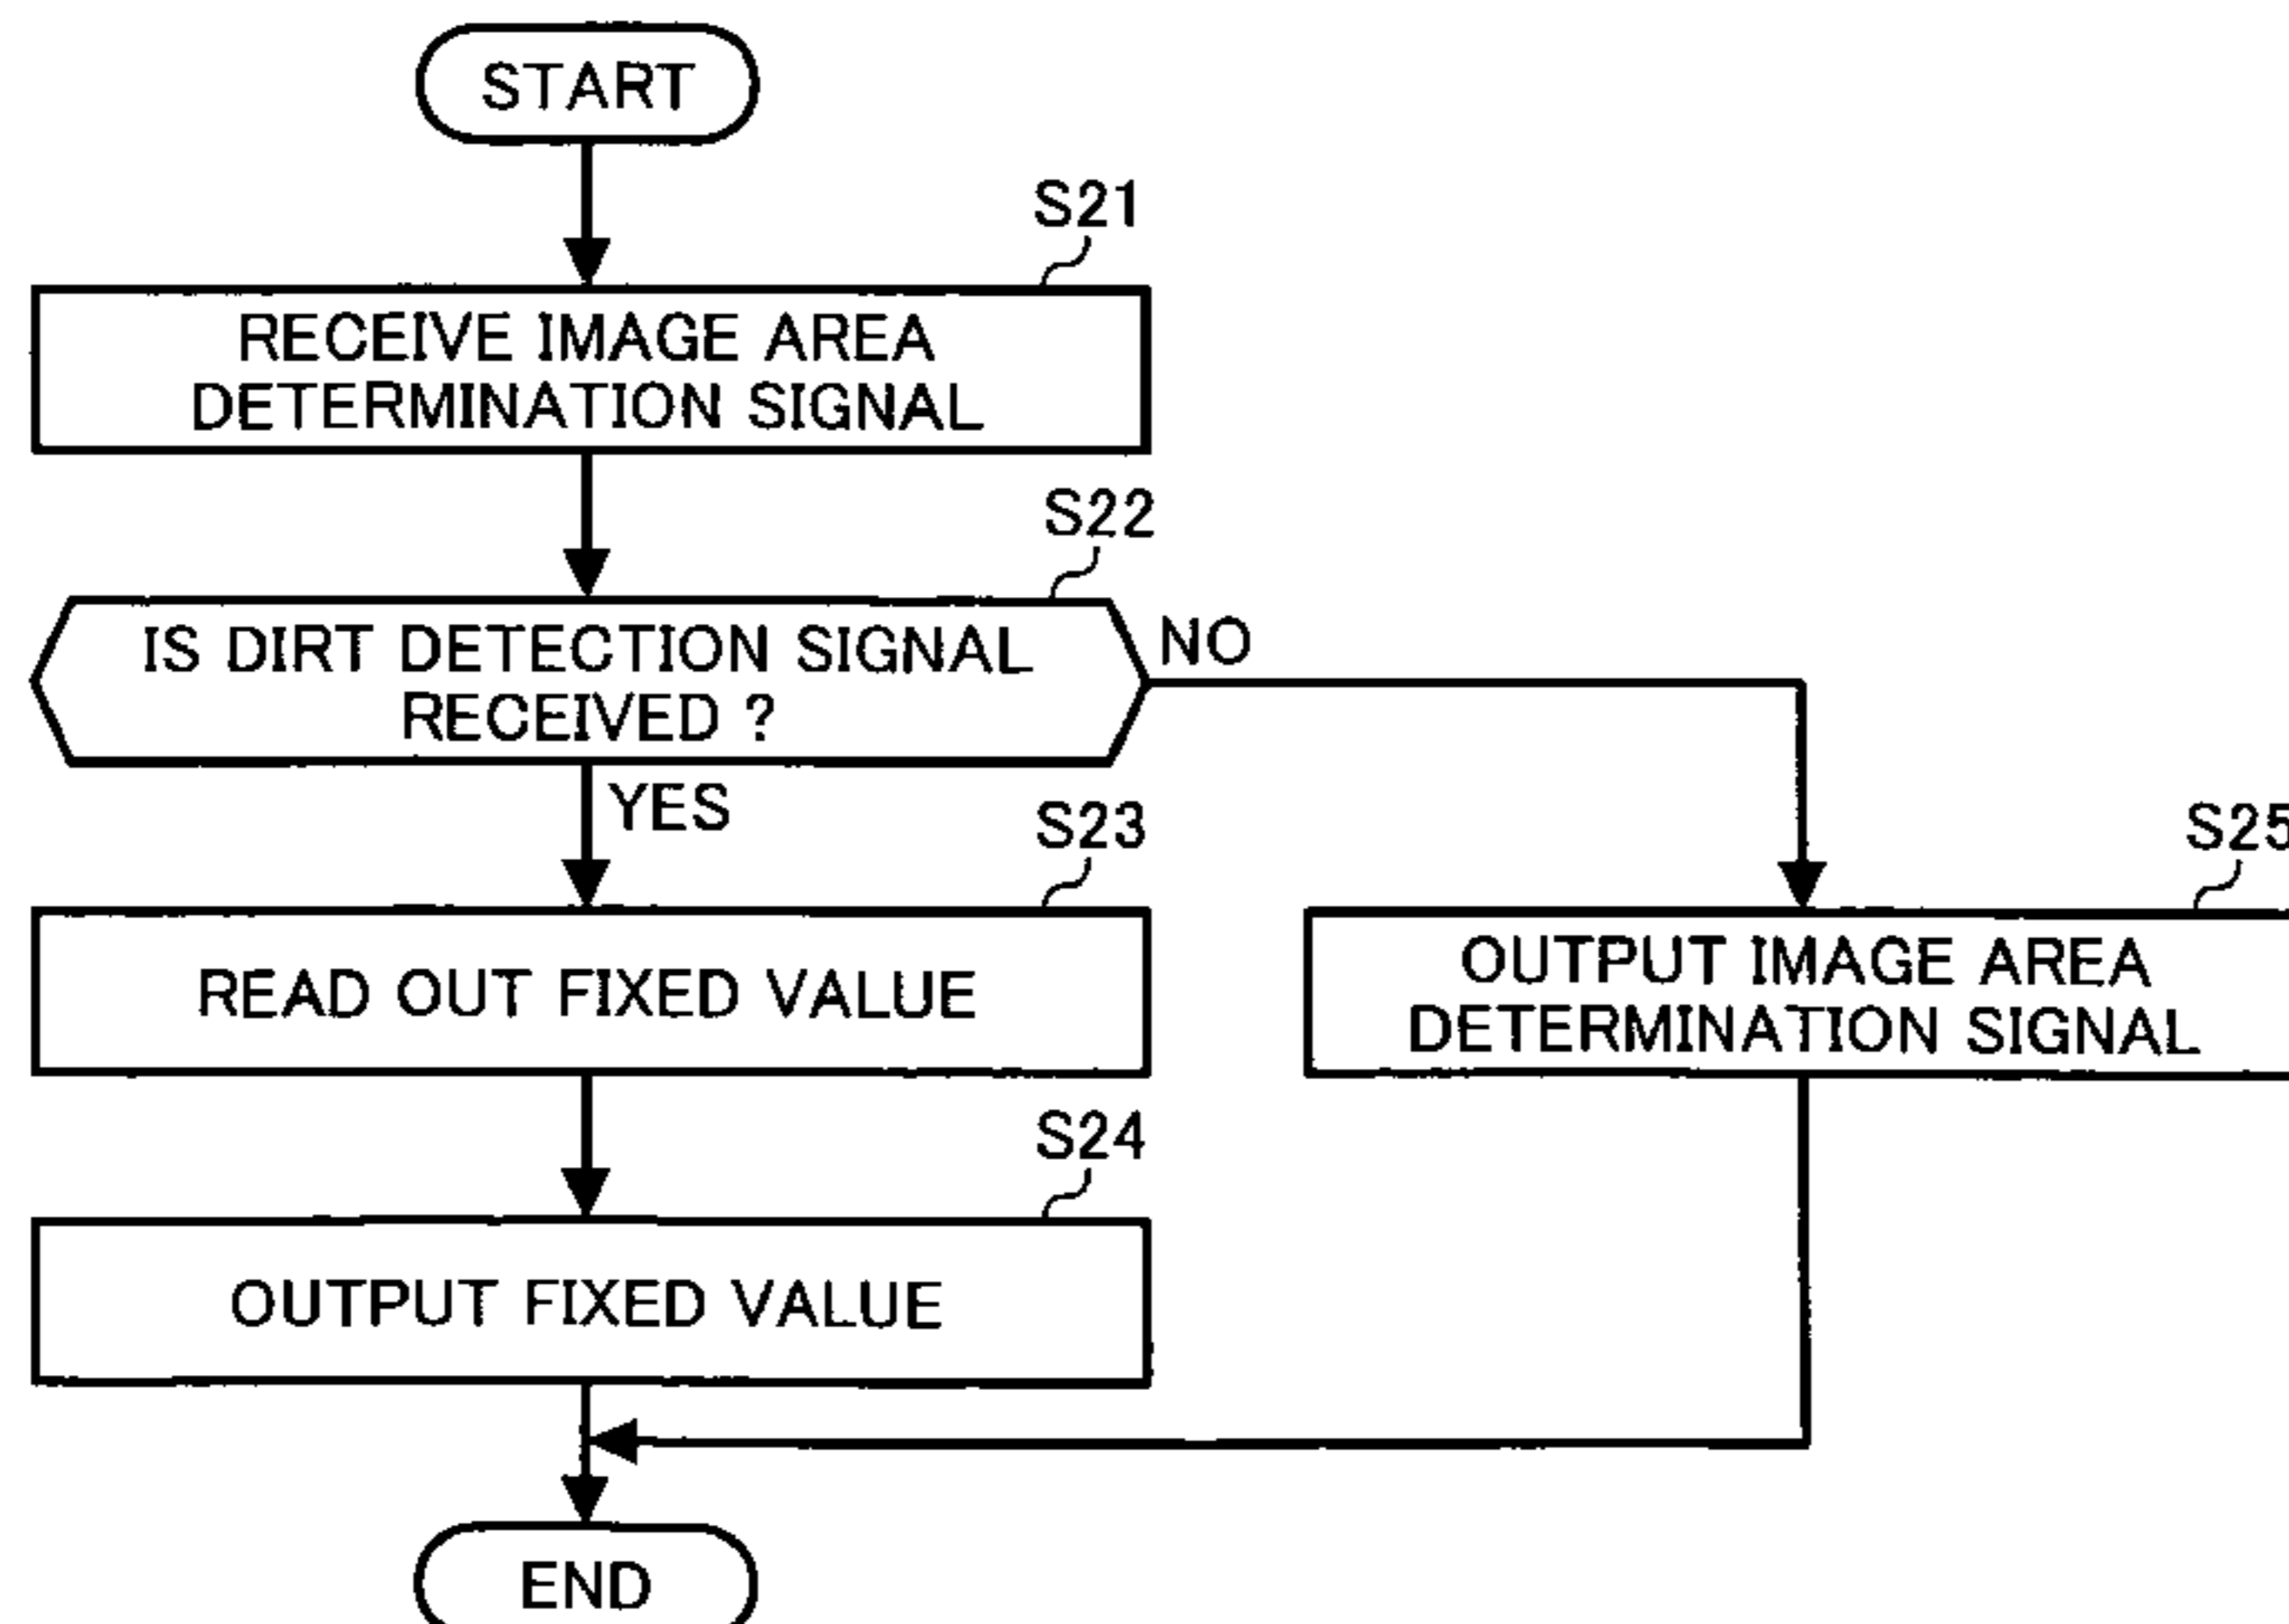 START
S21
RECEIVE IMAGE AREA
DETERMINATION SIGNAL
S22
IS DIRT DETECTION SIGNAL
RECEIVED ?
NO
YES
S23
READ OUT FIXED VALUE
S25
OUTPUT IMAGE AREA
DETERMINATION SIGNAL
S24
OUTPUT FIXED VALUE
END